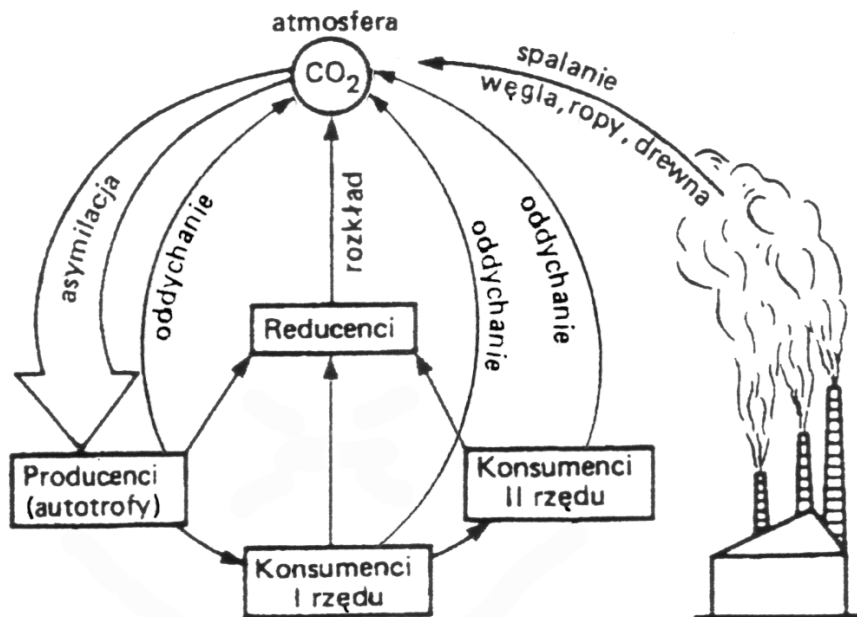 atmosfera
CO2
spalanie
węgla, ropy, drewna
asymilacja
oddychanie
rozkład
oddychanie
oddychanie
Reducenci
Producenci
(autotrofy)
Konsumenci
II rzędu
Konsumenci
I rzędu